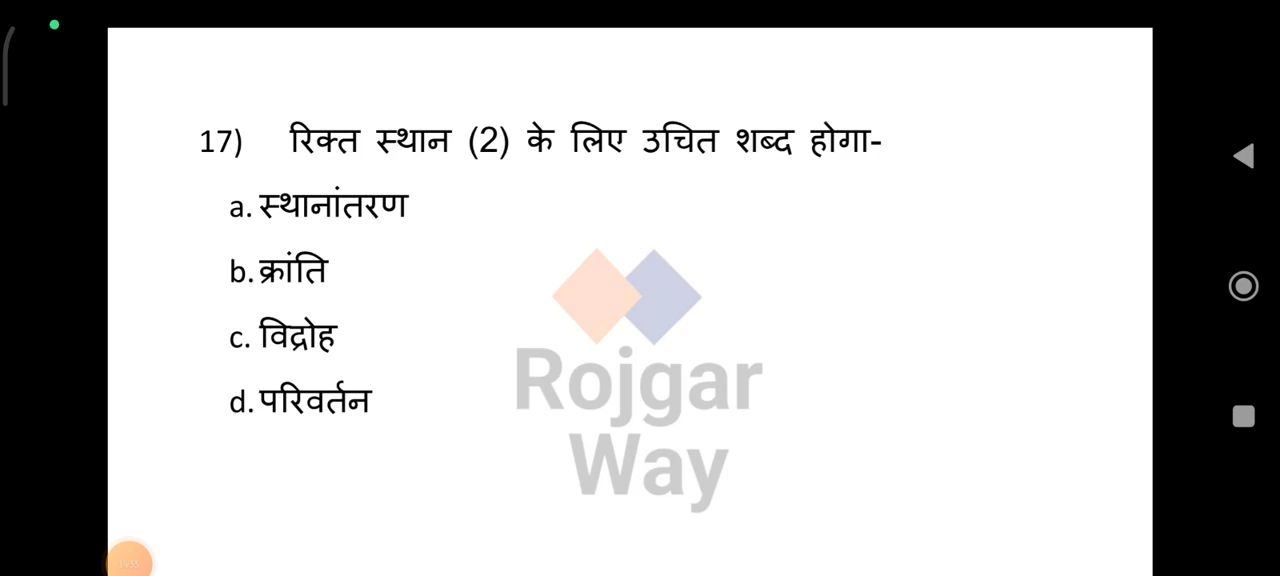 17) रिक्त स्थान (2) के लिए उचित शब्द होगा-
a. स्थानांतरण
b. क्रांति
c. विद्रोह
d. परिवर्तन
Rojgar
Way